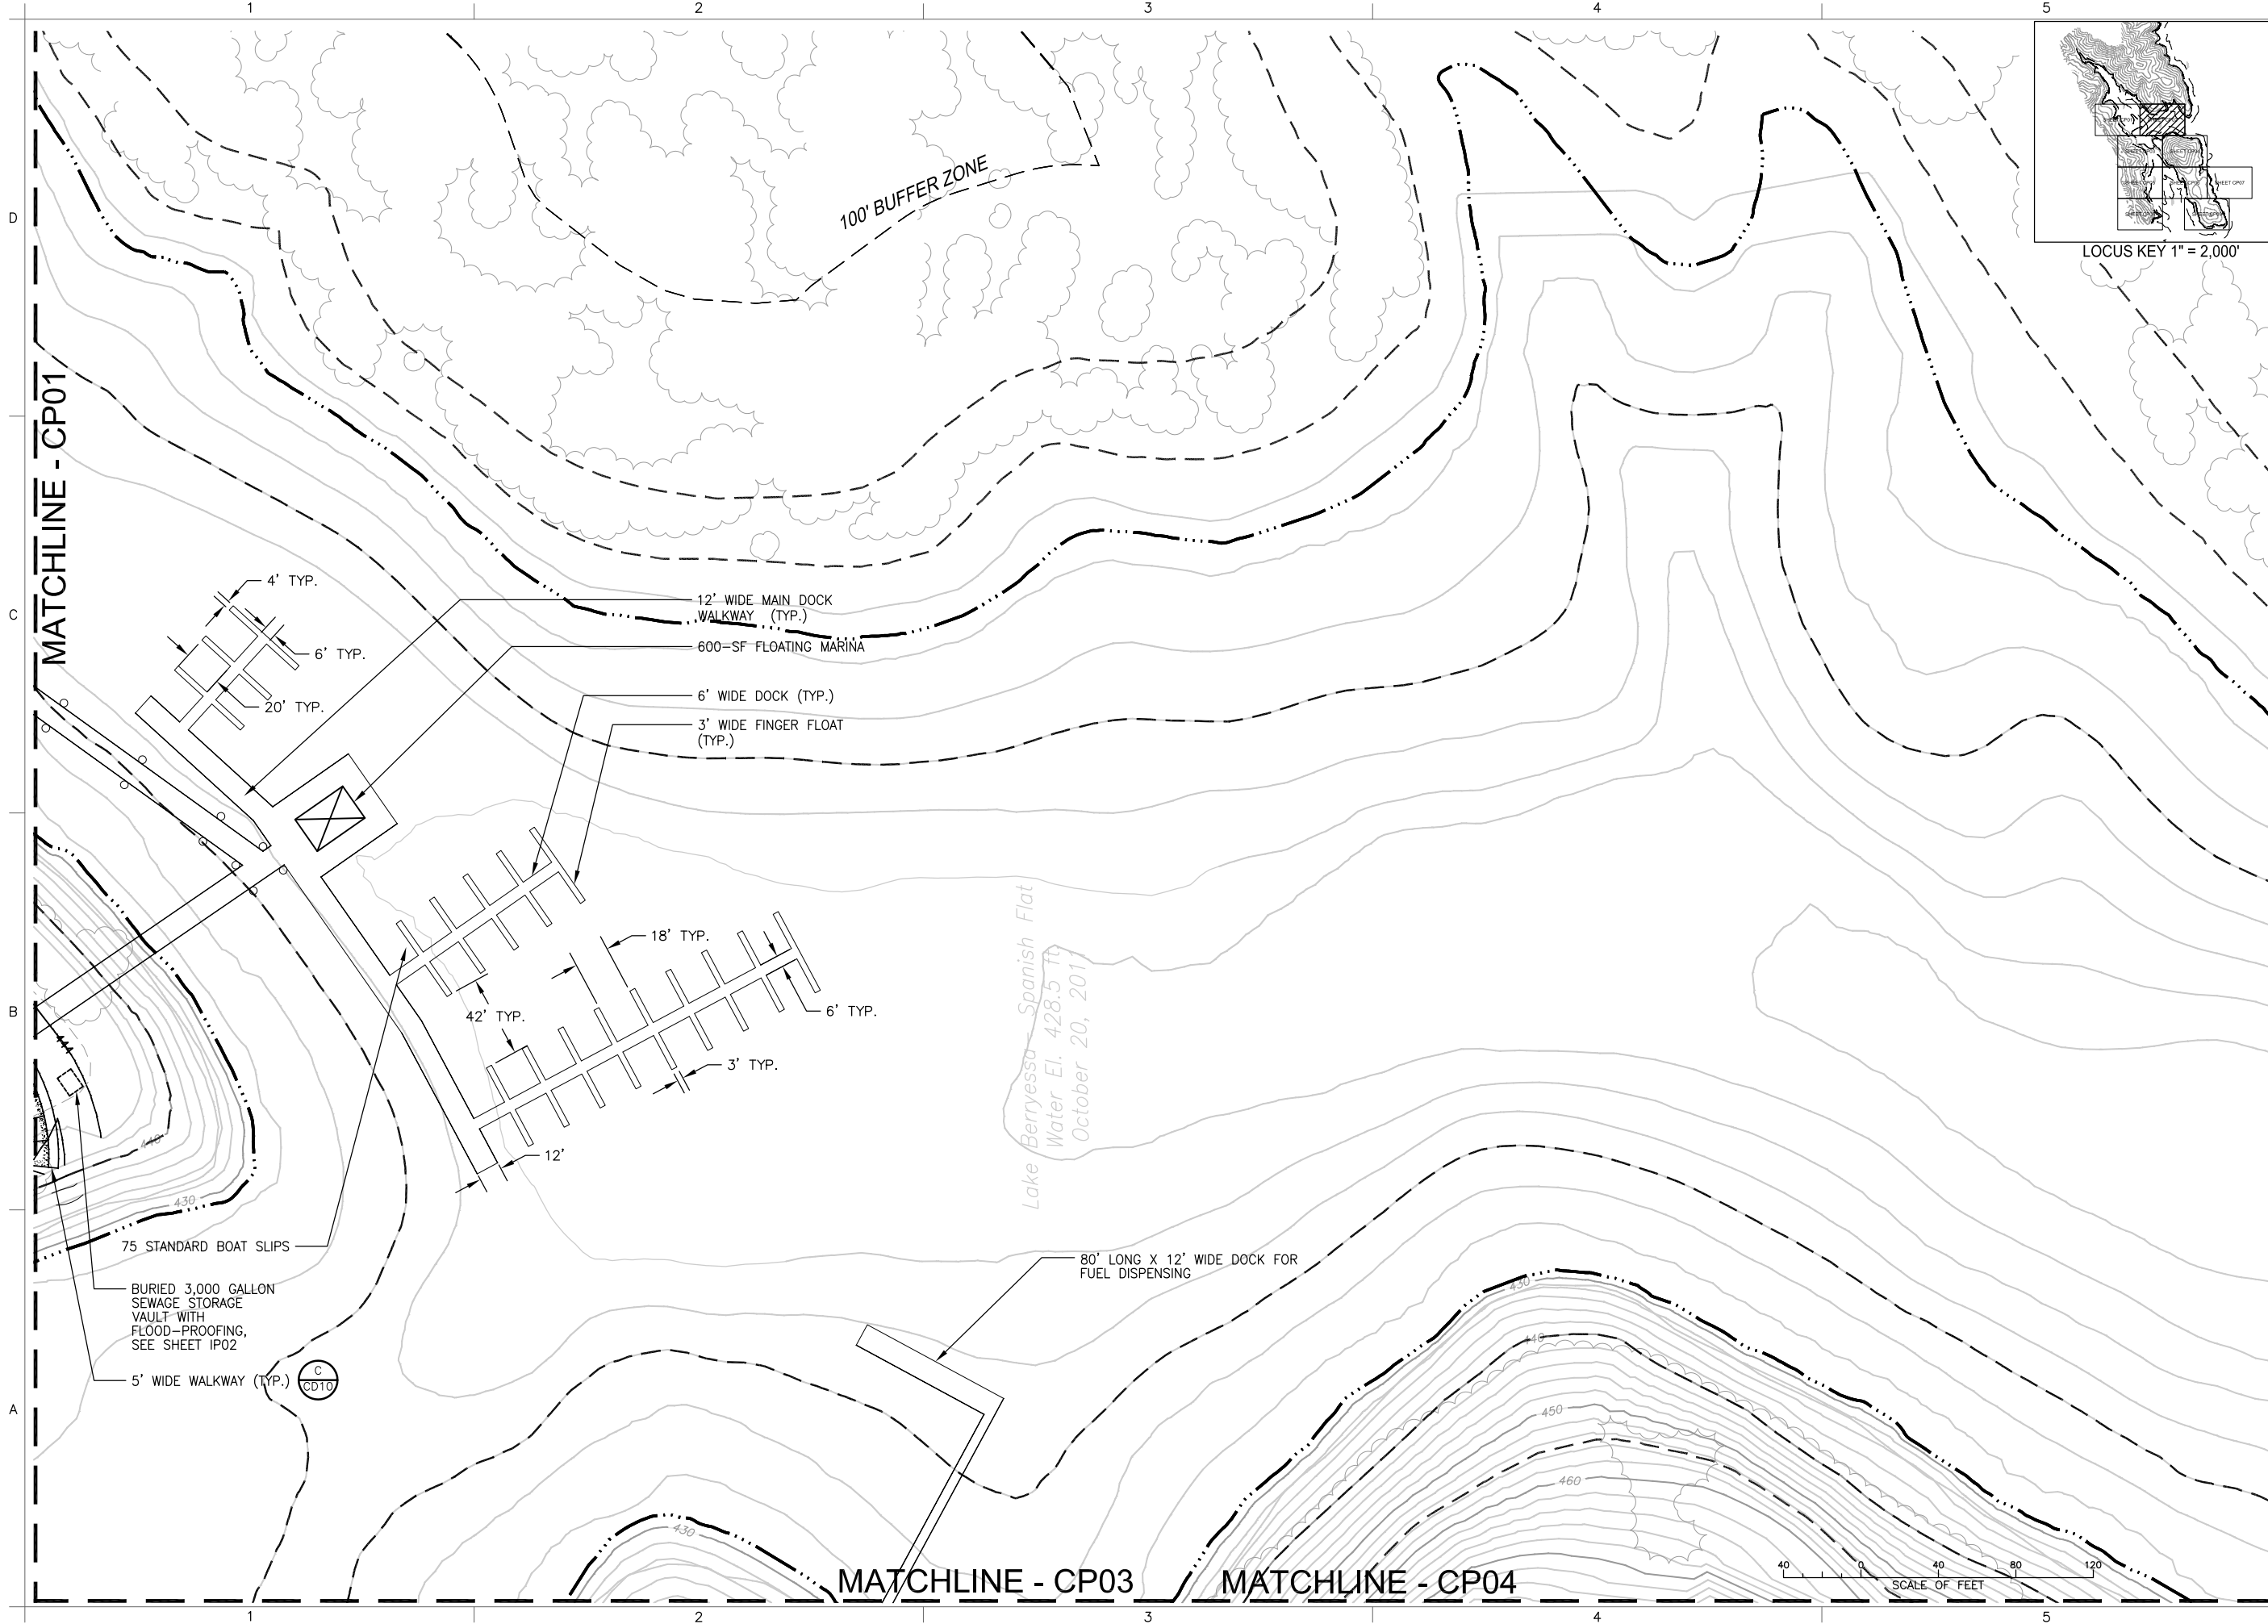 1
2
3
4
5
D
C
B
A
LOCUS KEY 1" = 2,000'
SHEET CP07
100' BUFFER ZONE
MATCHLINE - CP01
4' TYP.
6' TYP.
20' TYP.
12' WIDE MAIN DOCK
WALKWAY (TYP.)
600-SF FLOATING MARINA
6' WIDE DOCK (TYP.)
3' WIDE FINGER FLOAT
(TYP.)
18' TYP.
42' TYP.
6' TYP.
3' TYP.
12'
Lake Berryessa - Spanish Flat
Water El. 428.5 ft
October 20, 2011
440
430
75 STANDARD BOAT SLIPS
BURIED 3,000 GALLON
SEWAGE STORAGE
VAULT WITH
FLOOD-PROOFING,
SEE SHEET IP02
5' WIDE WALKWAY (TYP.)
C
CD10
80' LONG X 12' WIDE DOCK FOR
FUEL DISPENSING
430
440
450
460
430
MATCHLINE - CP03
MATCHLINE - CP04
40 0 40 80 120
SCALE OF FEET
1
2
3
4
5